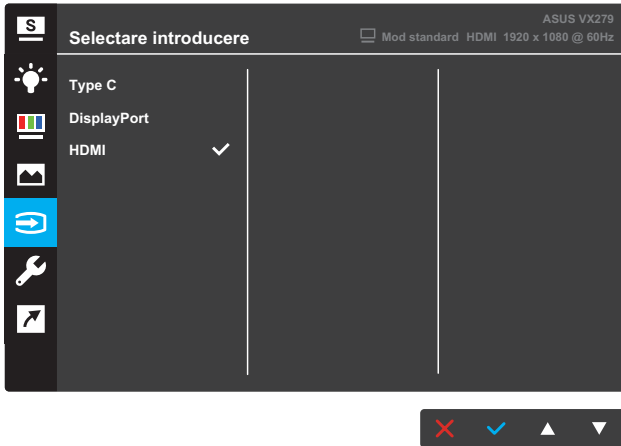 S
ASUS VX279
Selectare introducere
Mod standard HDMI 1920 x 1080 @ 60Hz
Type C
DisplayPort
HDMI